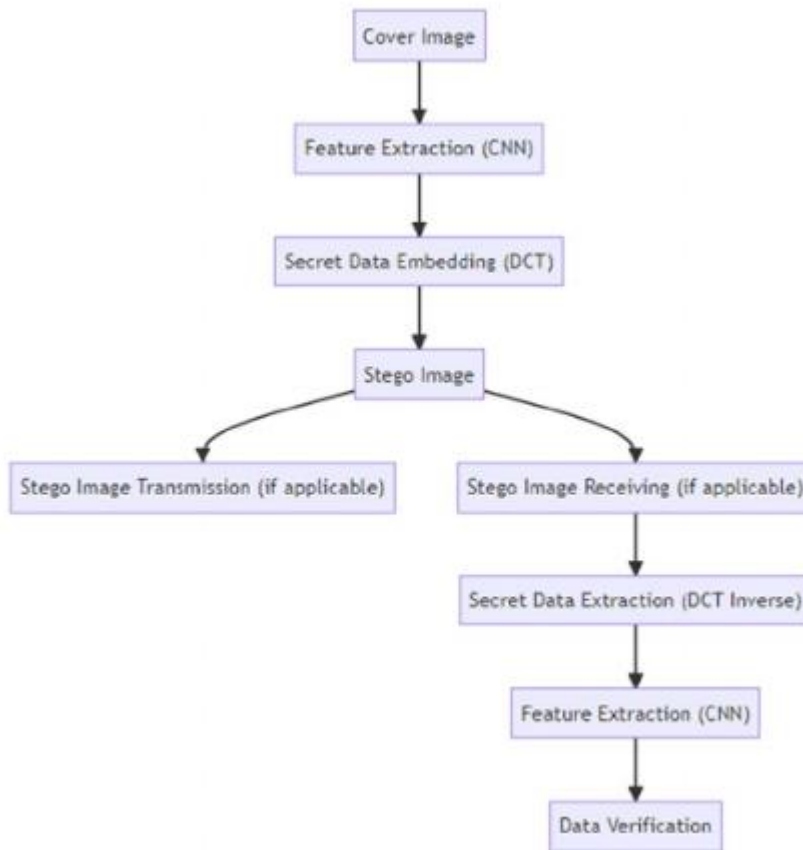 Cover Image
Feature Extraction (CNN)
Secret Data Embedding (DCT)
Stego Image
Stego Image Transmission (if applicable)
Stego Image Receiving (if applicable)
Secret Data Extraction (DCT Inverse)
Feature Extraction (CNN)
Data Verification